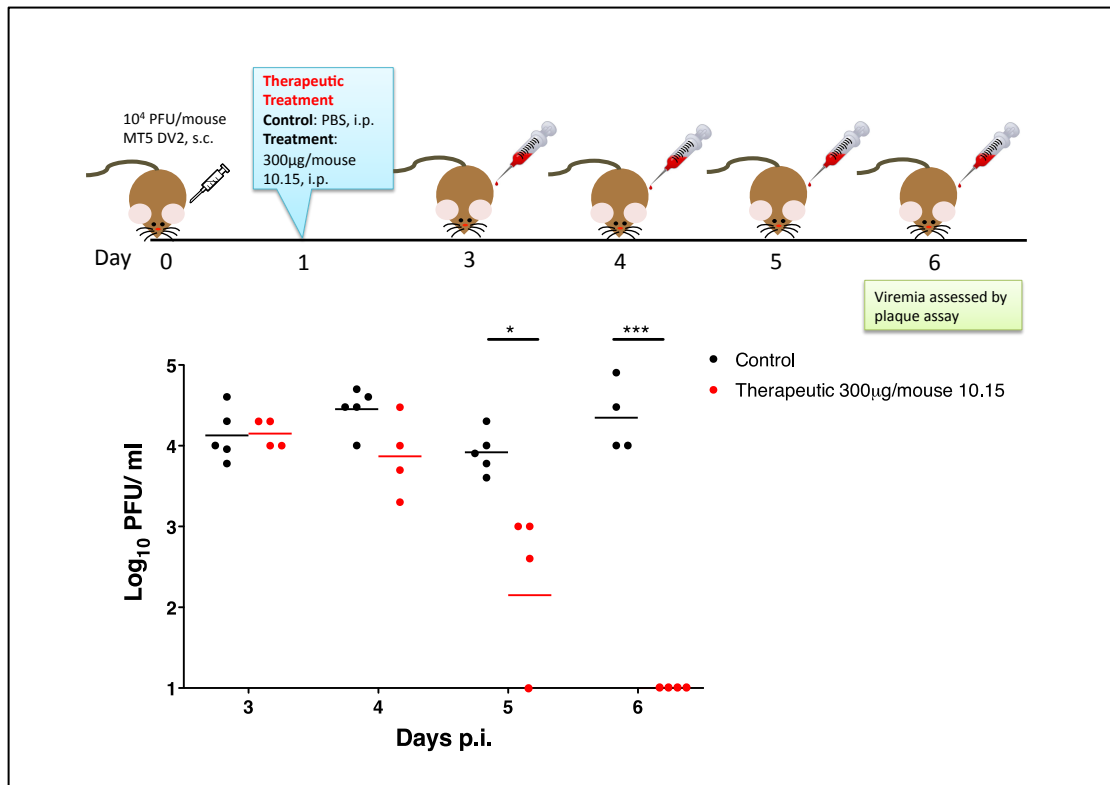 10⁴ PFU/mouse
MT5 DV2, s.c.
Therapeutic
Treatment
Control: PBS, i.p.
Treatment:
300μg/mouse
10.15, i.p.
Day 0 1 3 4 5 6
Viremia assessed by
plaque assay
* ***
Control
Therapeutic 300μg/mouse 10.15
Log₁₀ PFU/ ml
5
4
3
2
1
3 4 5 6
Days p.i.